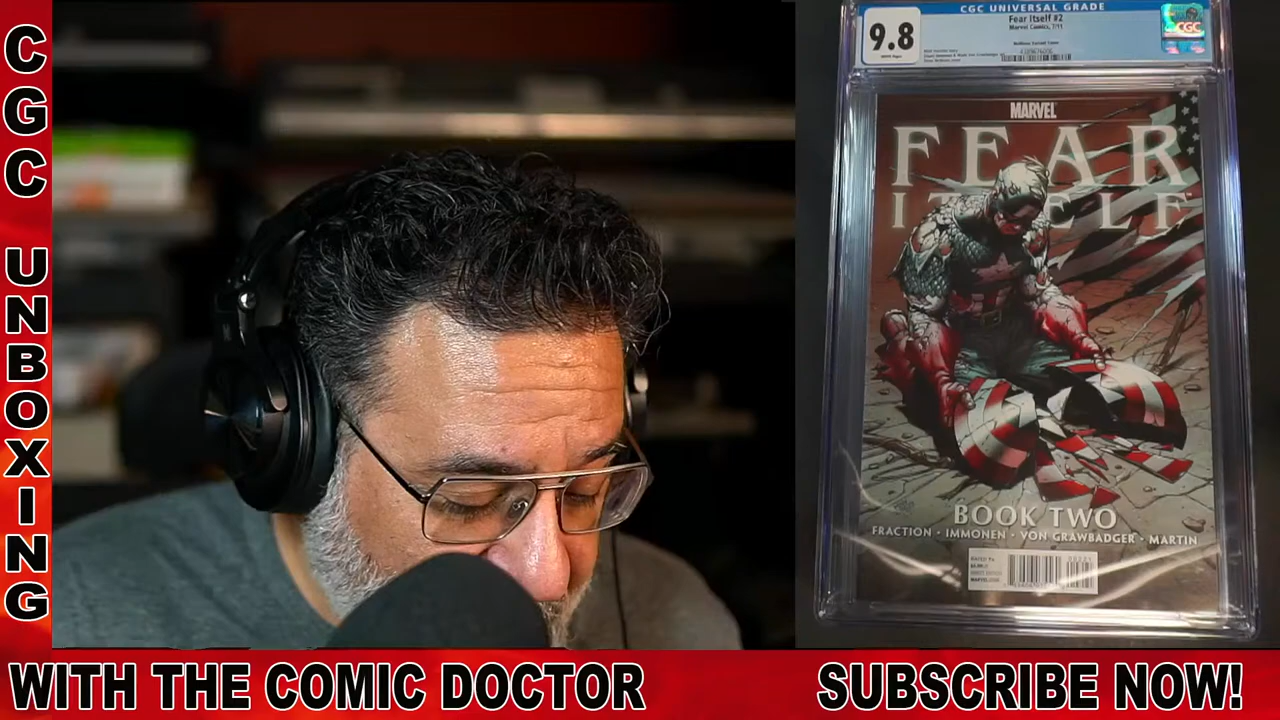 CGC UNBOXING
CGC UNIVERSAL GRADE
9.8
Fear Itself #2
Marvel Comics, 7/11
CGC
MARVEL
FEAR
ITSELF
BOOK TWO
FRACTION • IMMONEN • VON GRAWBADGER • MARTIN
WITH THE COMIC DOCTOR
SUBSCRIBE NOW!